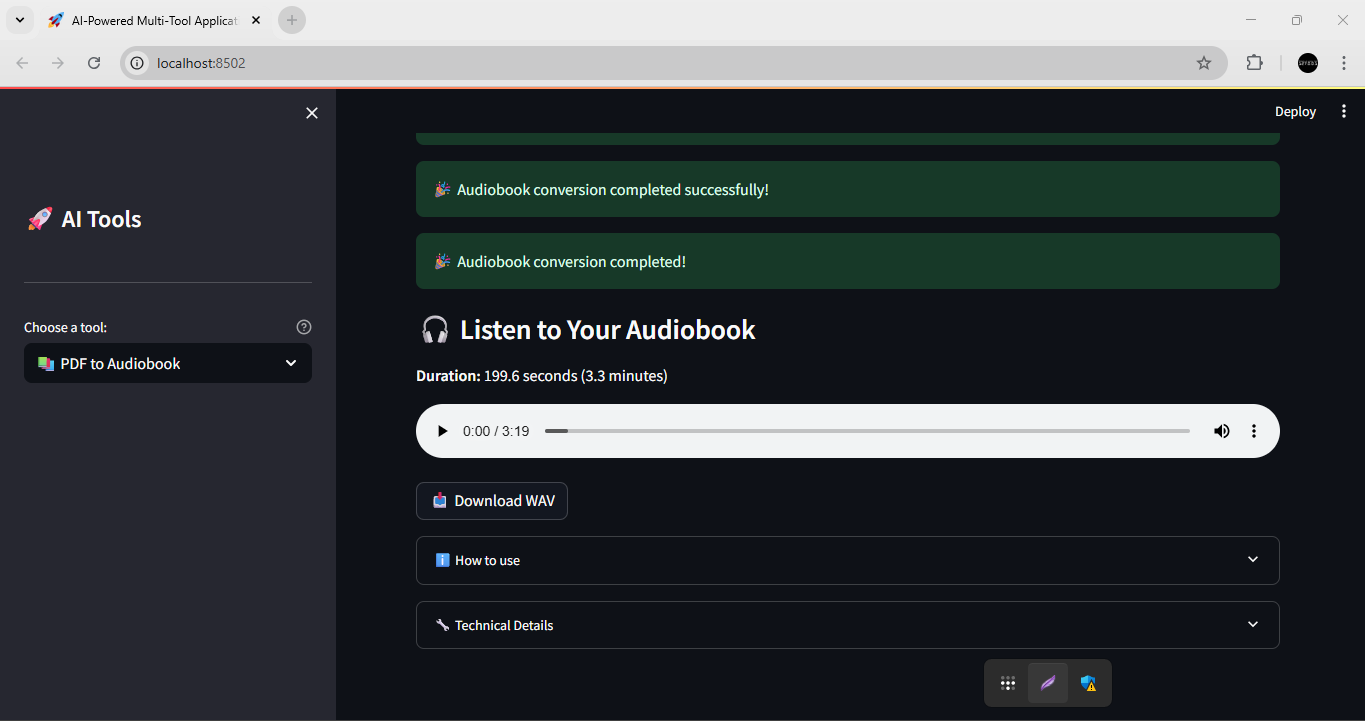 AI-Powered Multi-Tool Applicat
localhost:8502
Deploy
AI Tools
Choose a tool:
PDF to Audiobook
Audiobook conversion completed successfully!
Audiobook conversion completed!
Listen to Your Audiobook
Duration: 199.6 seconds (3.3 minutes)
0:00 / 3:19
Download WAV
How to use
Technical Details